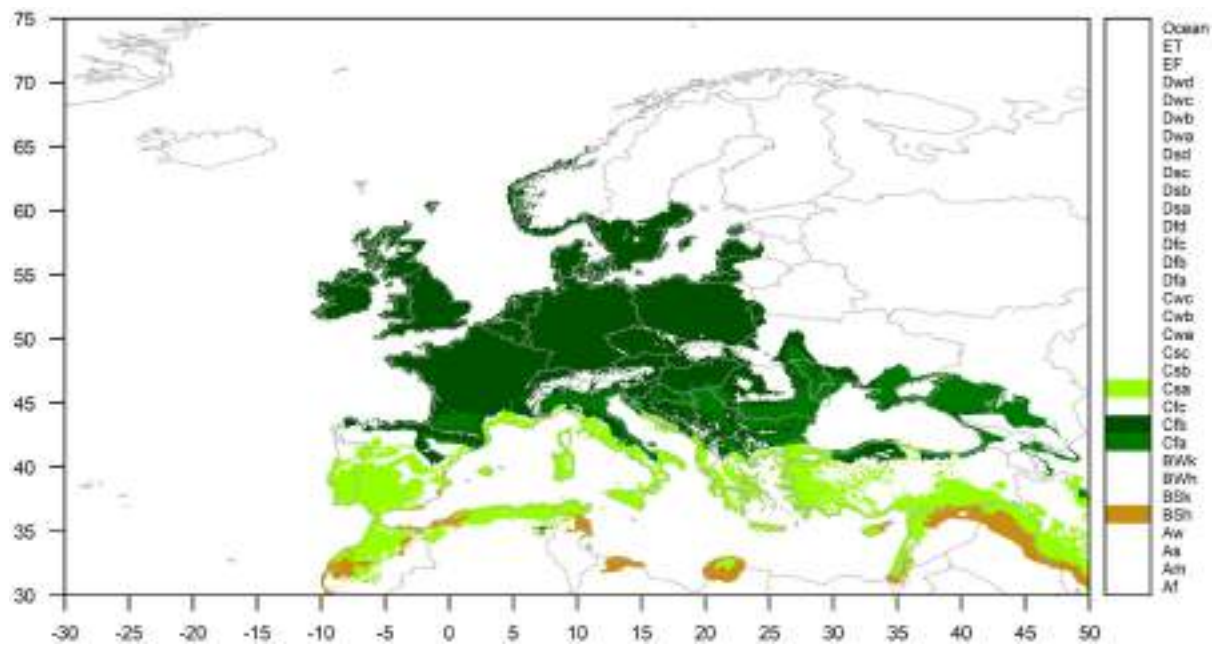 75
70
65
60
55
50
45
40
35
30
-30 -25 -20 -15 -10 -5 0 5 10 15 20 25 30 35 40 45 50
Ocean
ET
EF
Dwd
Dwc
Dwb
Dwa
Dsd
Dsc
Dsb
Dsa
Dfd
Dfc
Dfb
Dfa
Cwc
Cwb
Cwa
Csc
Csb
Csa
Cfc
Cfb
Cfa
BWk
BWh
BSk
BSh
Aw
As
Am
Af